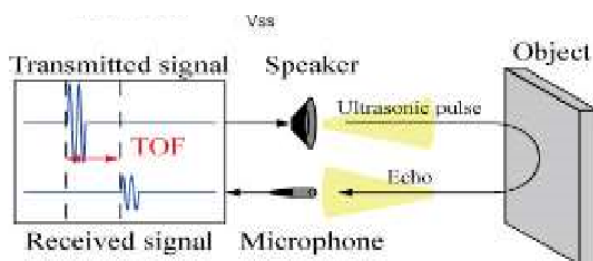 Vss
Object
Transmitted signal
Speaker
Ultrasonic pulse
TOF
Echo
Received signal
Microphone